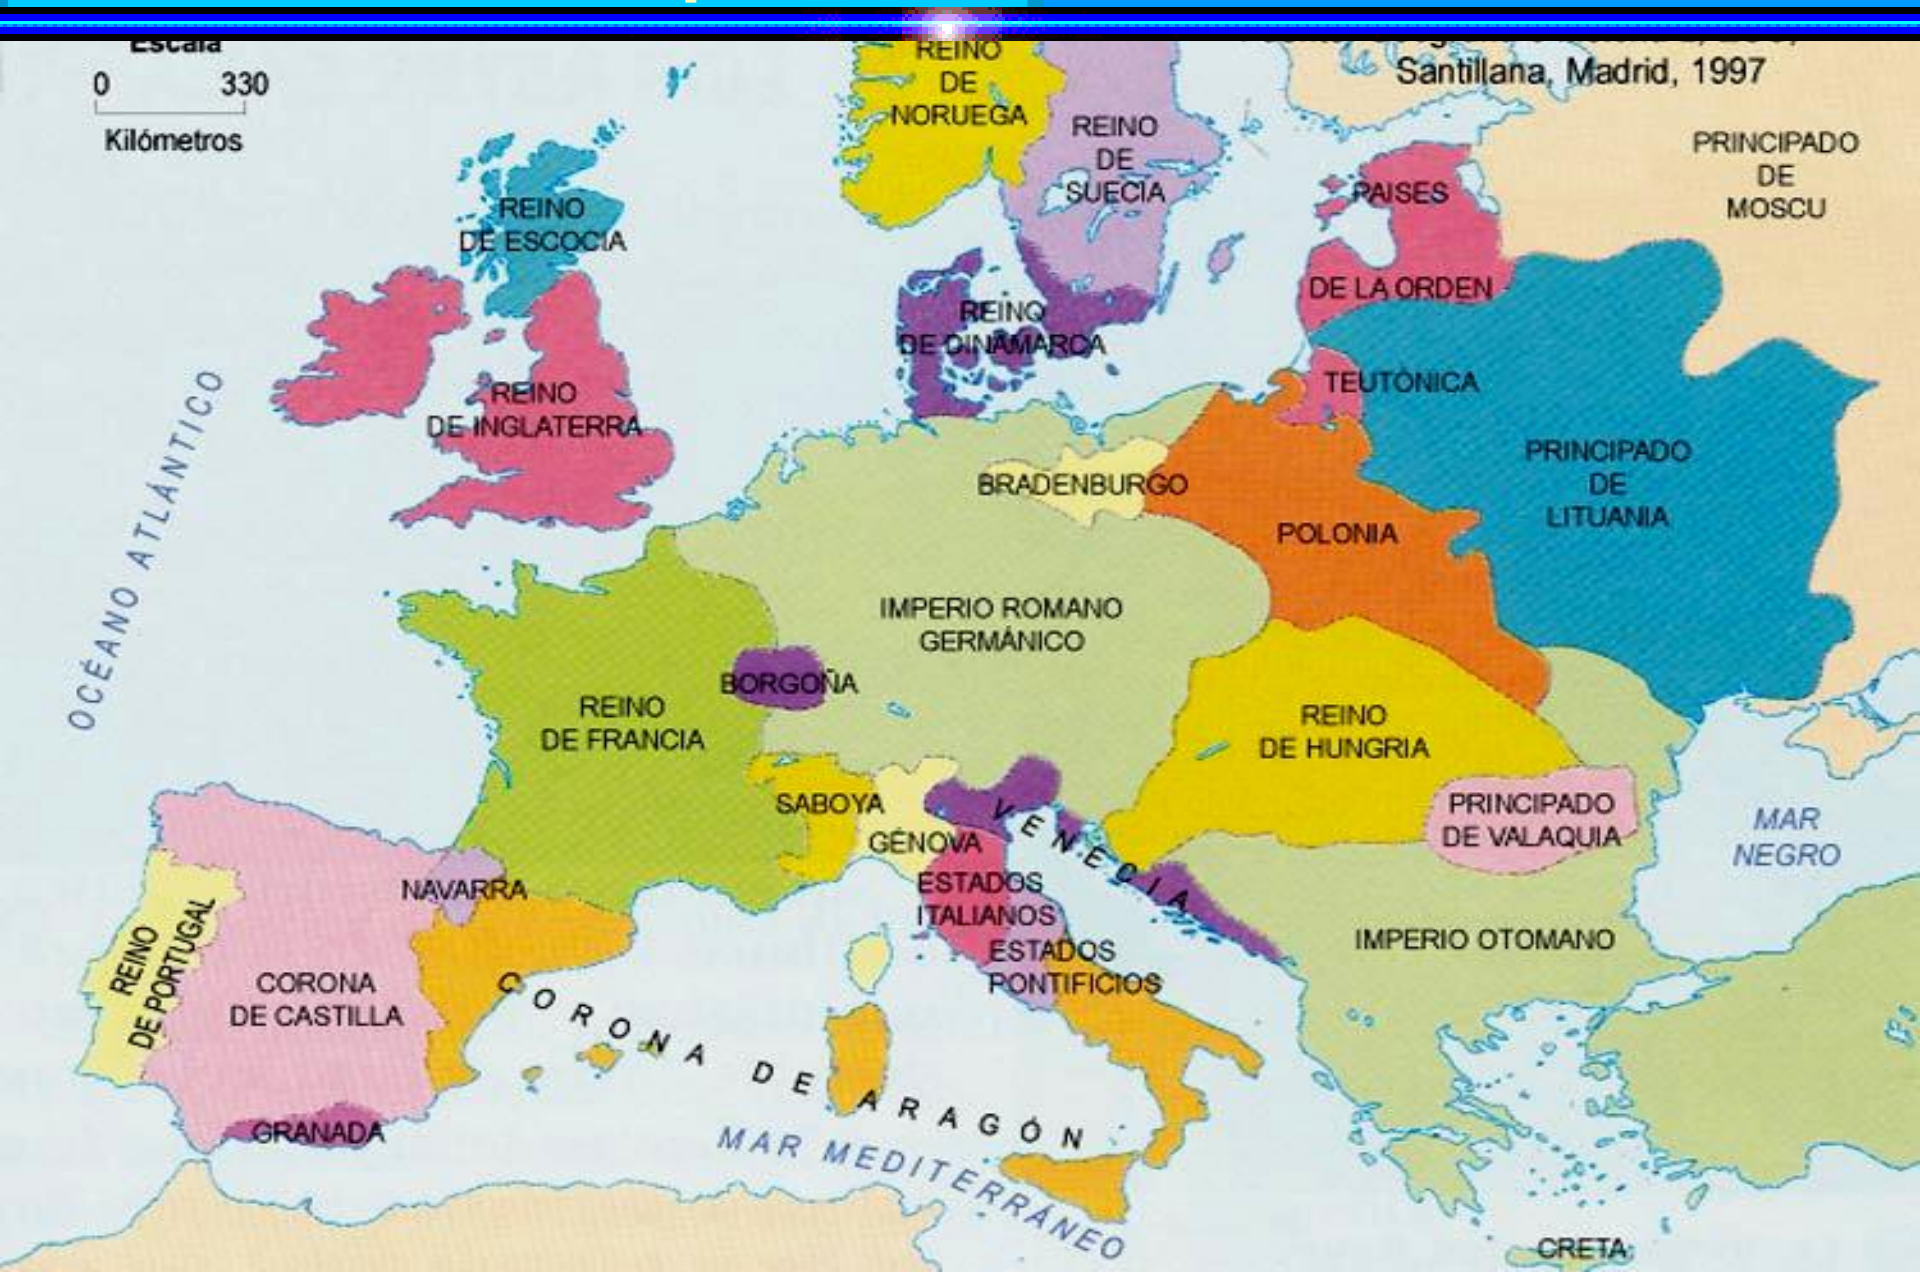 Escala
0 330
Kilómetros
Santillana, Madrid, 1997
REINO
DE
NORUEGA
REINO
DE
SUECIA
PRINCIPADO
DE
MOSCU
PAISES
DE LA ORDEN
TEUTÓNICA
REINO
DE ESCOCIA
REINO
DE DINAMARCA
REINO
DE INGLATERRA
OCÉANO ATLÁNTICO
BRADENBURGO
POLONIA
PRINCIPADO
DE
LITUANIA
IMPERIO ROMANO
GERMÁNICO
BORGOÑA
REINO
DE FRANCIA
REINO
DE HUNGRIA
SABOYA
GÉNOVA
VENECIA
PRINCIPADO
DE VALAQUIA
MAR
NEGRO
NAVARRA
ESTADOS
ITALIANOS
ESTADOS
PONTIFICIOS
IMPERIO OTOMANO
REINO
DE PORTUGAL
CORONA
DE CASTILLA
CORONA DE ARAGÓN
GRANADA
MAR MEDITERRÁNEO
CRETA